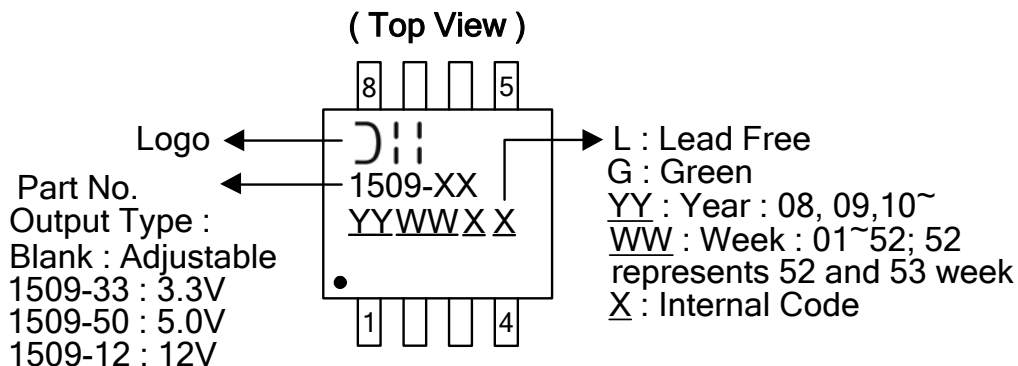 ( Top View )
8 5
Logo
1509-XX
YYWWX X
1 4
Part No.
Output Type :
Blank : Adjustable
1509-33 : 3.3V
1509-50 : 5.0V
1509-12 : 12V
L : Lead Free
G : Green
YY : Year : 08, 09,10~
WW : Week : 01~52; 52
represents 52 and 53 week
X : Internal Code